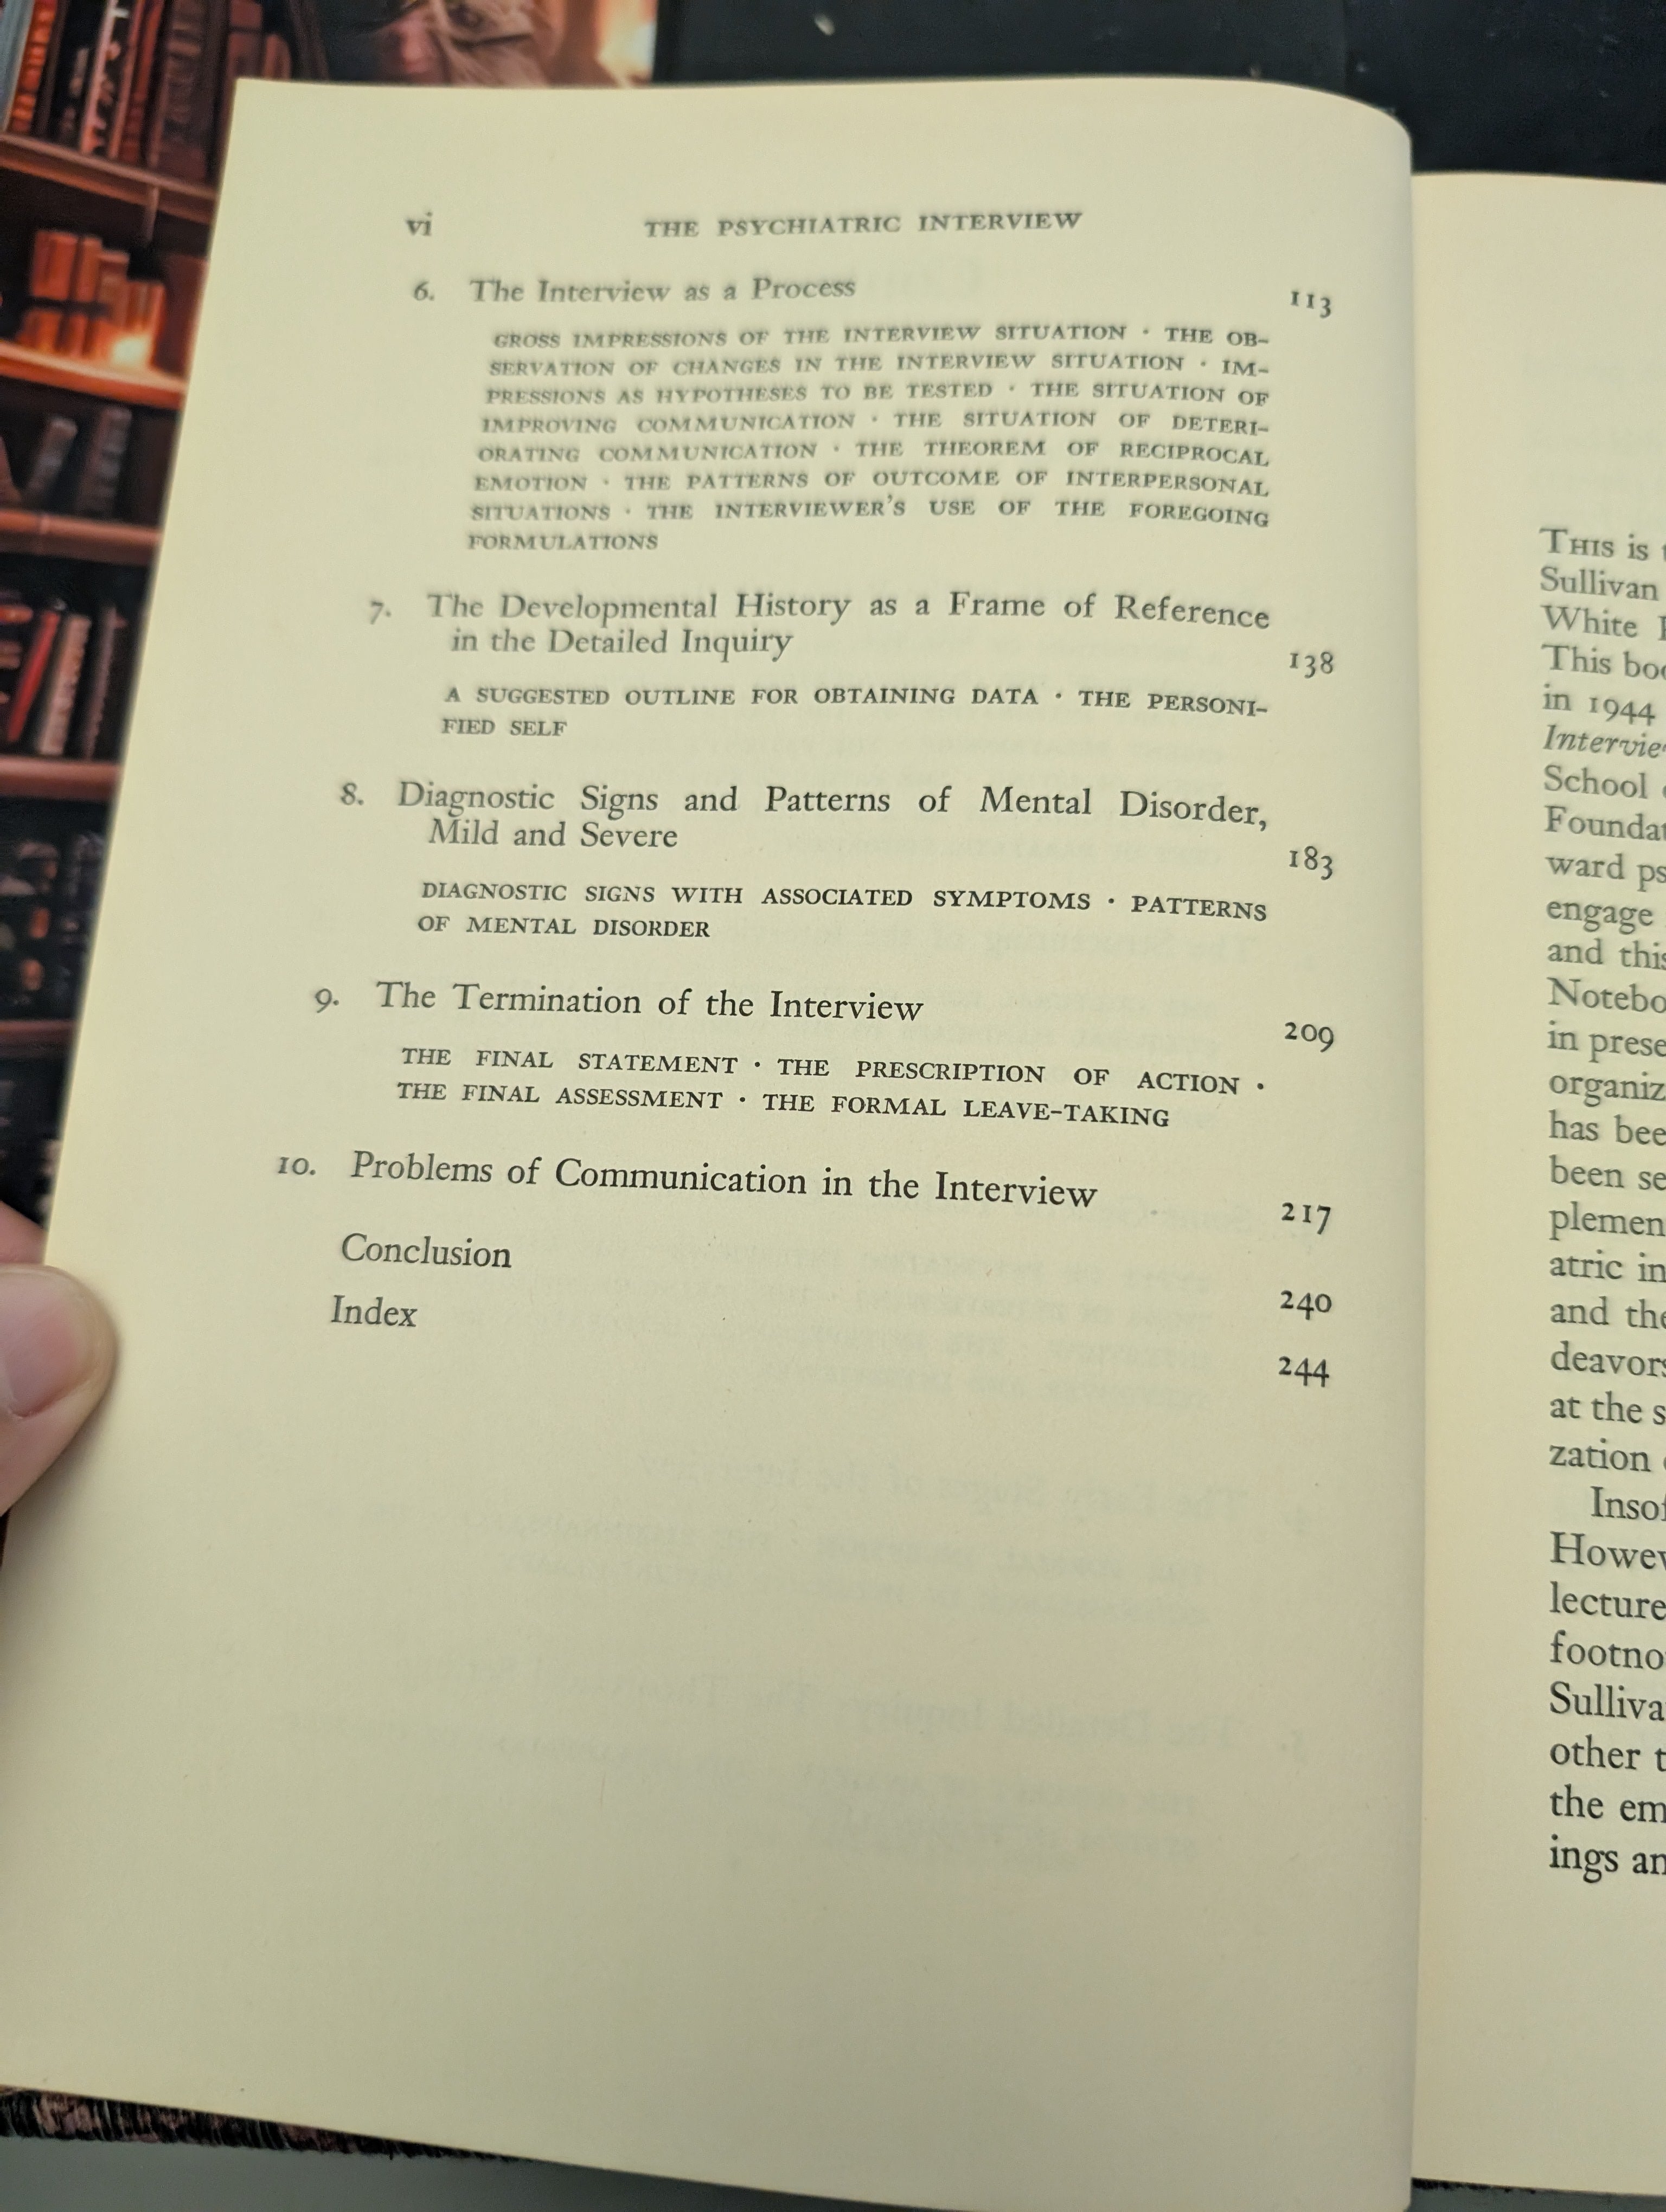 vi THE PSYCHIATRIC INTERVIEW
6. The Interview as a Process 113
GROSS IMPRESSIONS OF THE INTERVIEW SITUATION · THE OB-
SERVATION OF CHANGES IN THE INTERVIEW SITUATION · IM-
PRESSIONS AS HYPOTHESES TO BE TESTED · THE SITUATION OF
IMPROVING COMMUNICATION · THE SITUATION OF DETERI-
ORATING COMMUNICATION · THE THEOREM OF RECIPROCAL
EMOTION · THE PATTERNS OF OUTCOME OF INTERPERSONAL
SITUATIONS · THE INTERVIEWER'S USE OF THE FOREGOING
FORMULATIONS
7. The Developmental History as a Frame of Reference
in the Detailed Inquiry 138
A SUGGESTED OUTLINE FOR OBTAINING DATA · THE PERSONI-
FIED SELF
8. Diagnostic Signs and Patterns of Mental Disorder,
Mild and Severe 183
DIAGNOSTIC SIGNS WITH ASSOCIATED SYMPTOMS · PATTERNS
OF MENTAL DISORDER
9. The Termination of the Interview 209
THE FINAL STATEMENT · THE PRESCRIPTION OF ACTION ·
THE FINAL ASSESSMENT · THE FORMAL LEAVE-TAKING
10. Problems of Communication in the Interview 217
Conclusion 240
Index 244
THIS is
Sullivan
White
This
in 1944
School
ward
engage
and
in
has
been
atric
and
at the
zation
other
the
ings